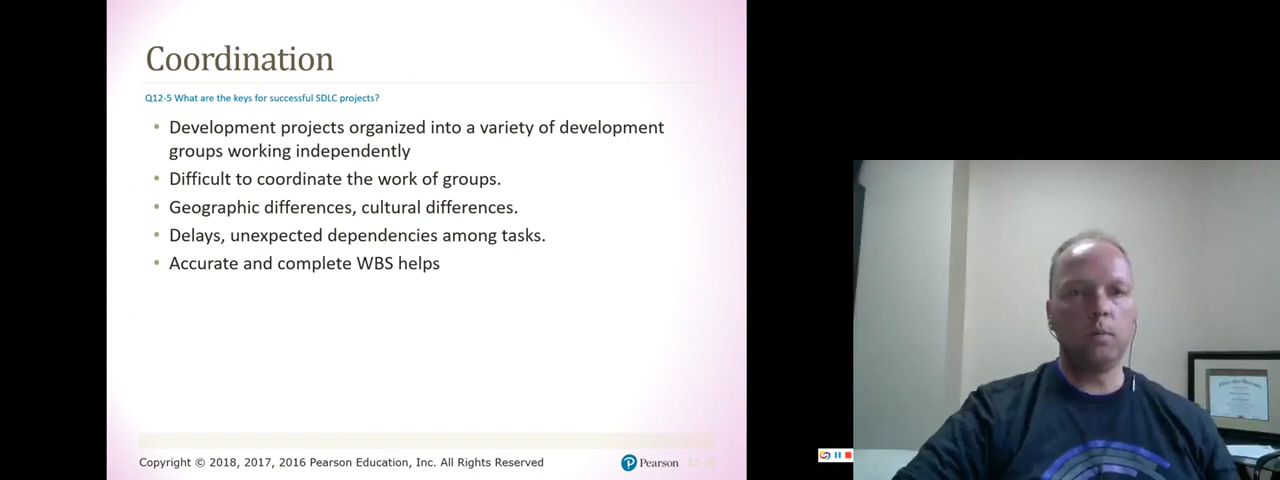 Coordination
Q12-5 What are the keys for successful SDLC projects?
• Development projects organized into a variety of development
groups working independently
• Difficult to coordinate the work of groups.
• Geographic differences, cultural differences.
• Delays, unexpected dependencies among tasks.
• Accurate and complete WBS helps
Copyright © 2018, 2017, 2016 Pearson Education, Inc. All Rights Reserved
Pearson
12-30